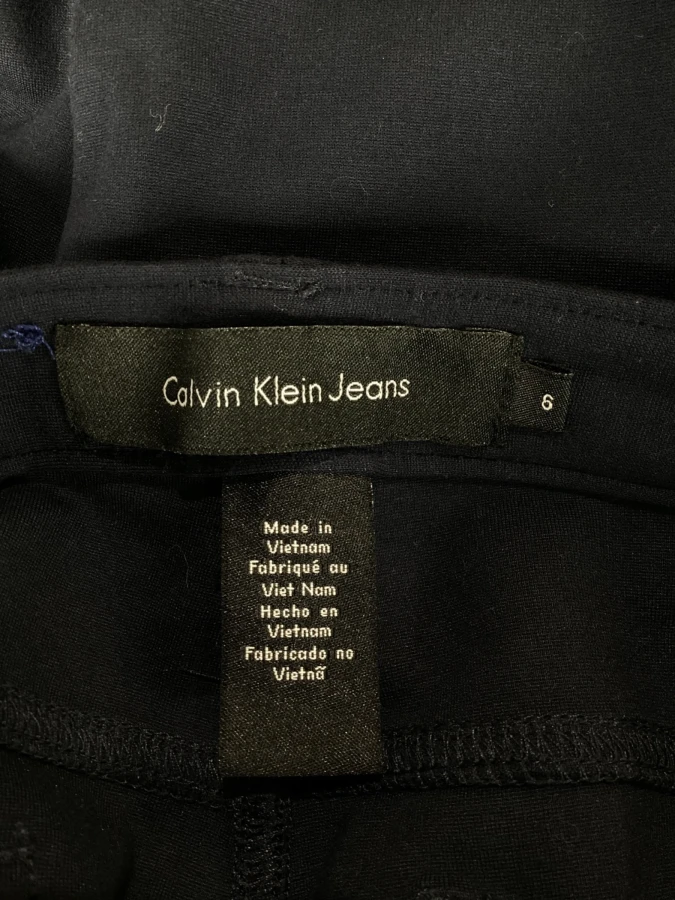 Calvin Klein Jeans
6
Made in
Vietnam
Fabriqué au
Viet Nam
Hecho en
Vietnam
Fabricado no
Vietnã